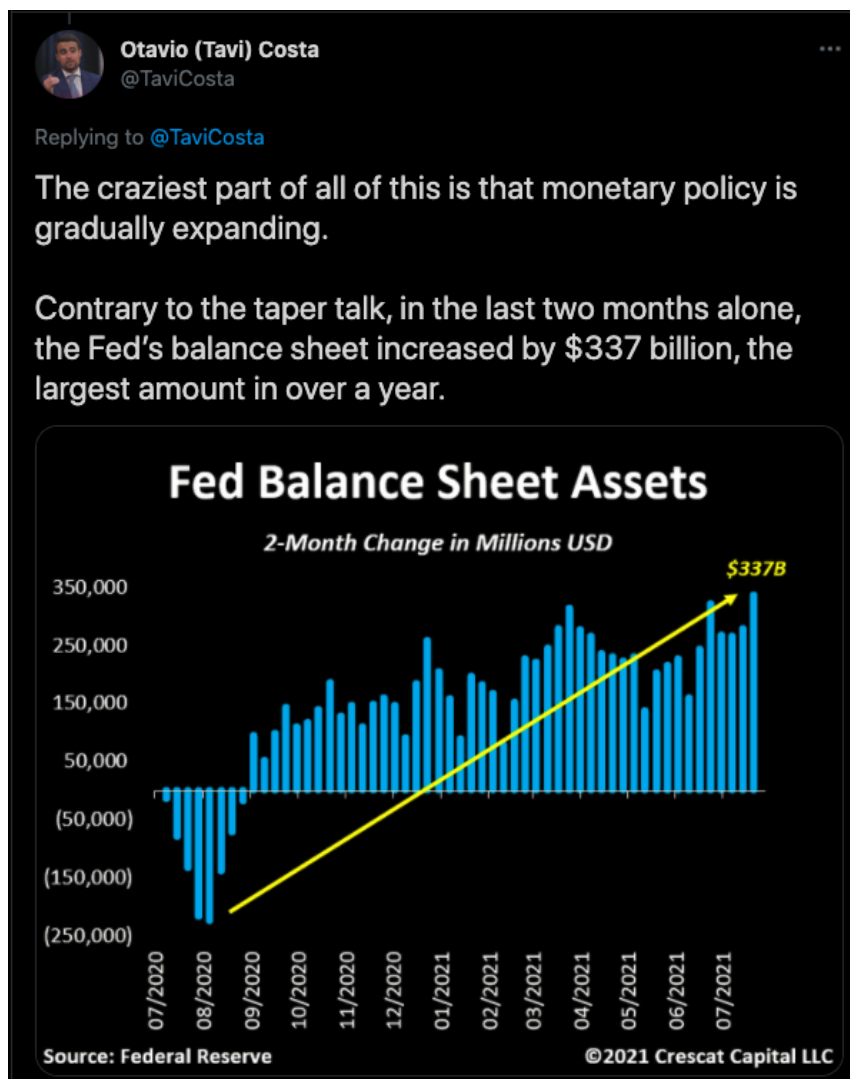 Otavio (Tavi) Costa
@TaviCosta
Replying to @TaviCosta
The craziest part of all of this is that monetary policy is
gradually expanding.
Contrary to the taper talk, in the last two months alone,
the Fed’s balance sheet increased by $337 billion, the
largest amount in over a year.
Fed Balance Sheet Assets
2-Month Change in Millions USD
$337B
350,000
250,000
150,000
50,000
(50,000)
(150,000)
(250,000)
07/2020
08/2020
09/2020
10/2020
11/2020
12/2020
01/2021
02/2021
03/2021
04/2021
05/2021
06/2021
07/2021
Source: Federal Reserve
©2021 Crescat Capital LLC